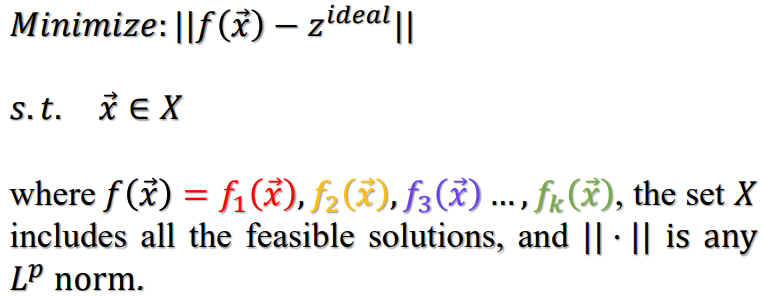 Minimize: ||f(x⃗) − z^{ideal}||
s.t. x⃗ ∈ X
where f(x⃗) = f₁(x⃗), f₂(x⃗), f₃(x⃗) …, fₖ(x⃗), the set X
includes all the feasible solutions, and || · || is any
L^p norm.